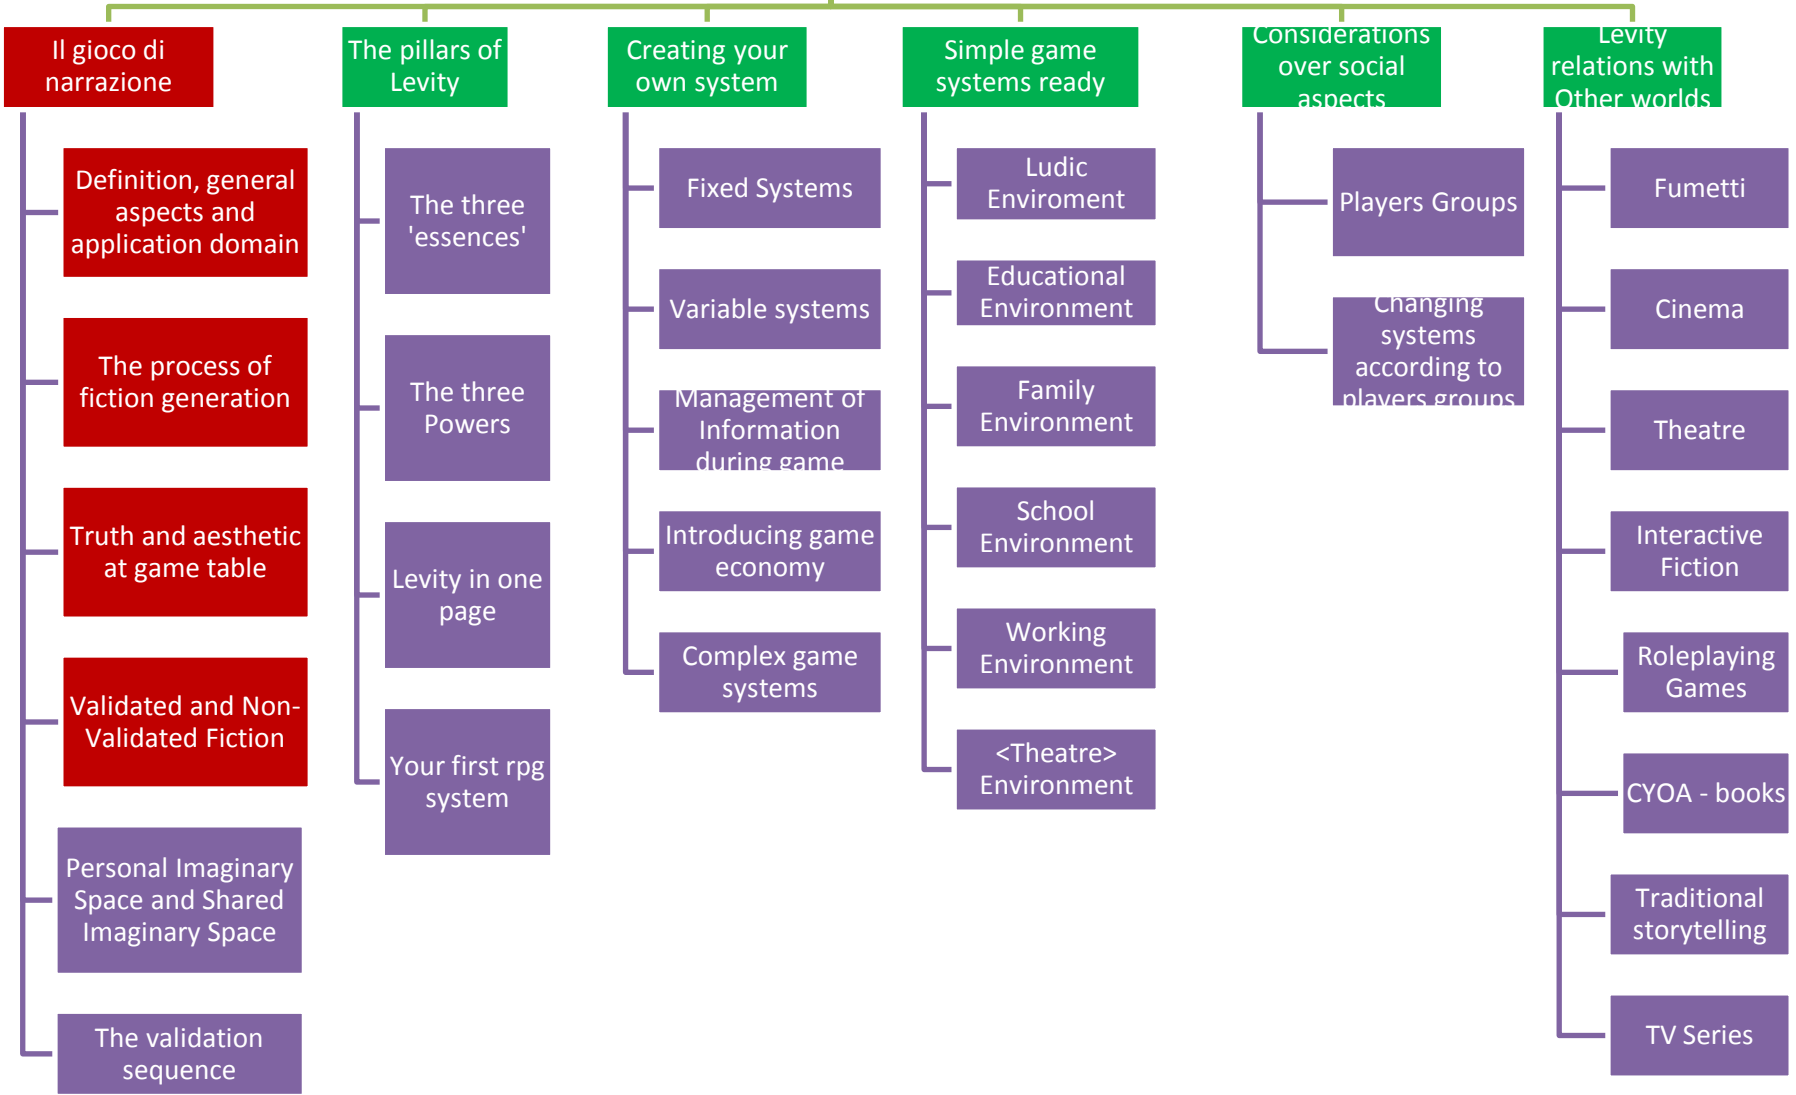 Il gioco di
narrazione
Definition, general
aspects and
application domain
The process of
fiction generation
Truth and aesthetic
at game table
Validated and Non-
Validated Fiction
Personal Imaginary
Space and Shared
Imaginary Space
The validation
sequence
The pillars of
Levity
The three
'essences'
The three
Powers
Levity in one
page
Your first rpg
system
Creating your
own system
Fixed Systems
Variable systems
Management of
Information
during game
Introducing game
economy
Complex game
systems
Simple game
systems ready
Ludic
Enviroment
Educational
Environment
Family
Environment
School
Environment
Working
Environment
<Theatre>
Environment
Considerations
over social
aspects
Players Groups
Changing
systems
according to
players groups
Levity
relations with
Other worlds
Fumetti
Cinema
Theatre
Interactive
Fiction
Roleplaying
Games
CYOA - books
Traditional
storytelling
TV Series